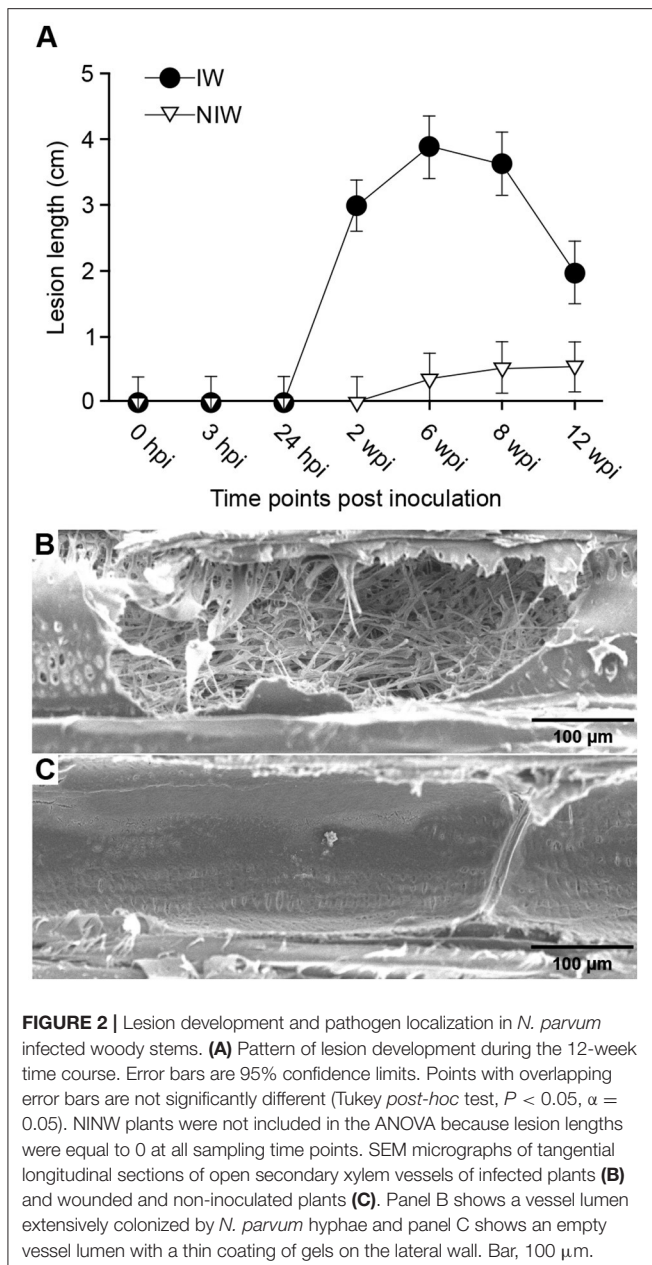 A
IW
NIW
Lesion length (cm)
5
4
3
2
1
0
0 hpi
3 hpi
24 hpi
2 wpi
6 wpi
8 wpi
12 wpi
Time points post inoculation
B
100 µm
C
100 µm
FIGURE 2 | Lesion development and pathogen localization in N. parvum
infected woody stems. (A) Pattern of lesion development during the 12-week
time course. Error bars are 95% confidence limits. Points with overlapping
error bars are not significantly different (Tukey post-hoc test, P < 0.05, α =
0.05). NINW plants were not included in the ANOVA because lesion lengths
were equal to 0 at all sampling time points. SEM micrographs of tangential
longitudinal sections of open secondary xylem vessels of infected plants (B)
and wounded and non-inoculated plants (C). Panel B shows a vessel lumen
extensively colonized by N. parvum hyphae and panel C shows an empty
vessel lumen with a thin coating of gels on the lateral wall. Bar, 100 μm.